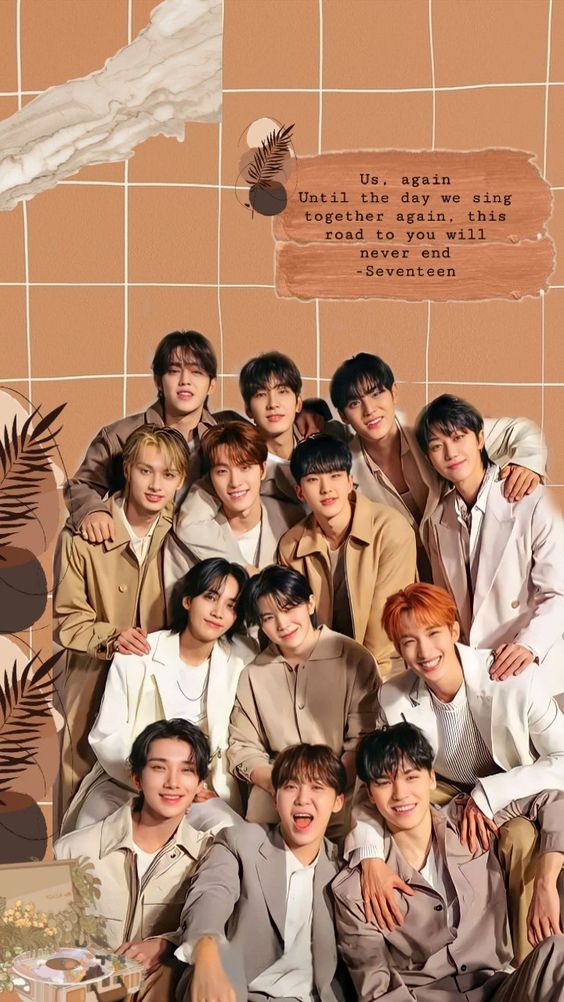 Us, again
Until the day we sing
together again, this
road to you will
never end
-Seventeen